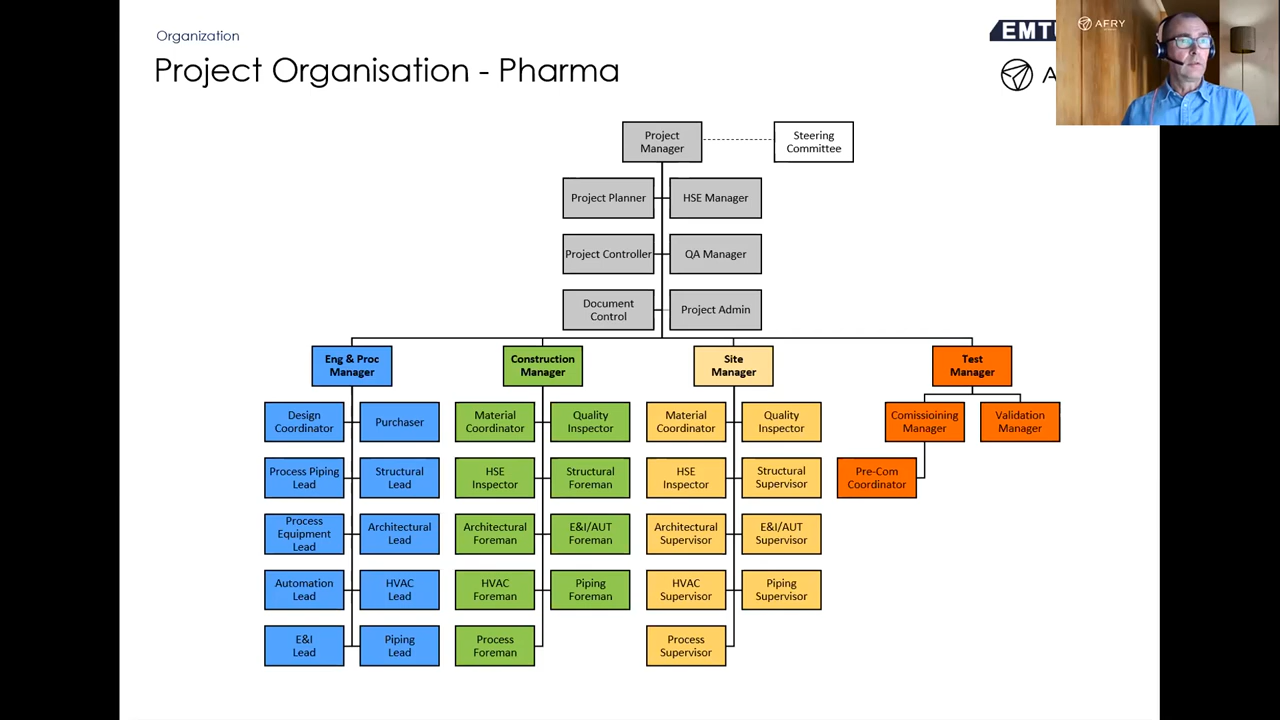 Organization
EMTU
AFRY
Project Organisation - Pharma
A
Project
Manager
Steering
Committee
Project Planner
HSE Manager
Project Controller
QA Manager
Document
Control
Project Admin
Eng & Proc
Manager
Construction
Manager
Site
Manager
Test
Manager
Design
Coordinator
Purchaser
Material
Coordinator
Quality
Inspector
Material
Coordinator
Quality
Inspector
Comissioining
Manager
Validation
Manager
Process Piping
Lead
Structural
Lead
HSE
Inspector
Structural
Foreman
HSE
Inspector
Structural
Supervisor
Pre-Com
Coordinator
Process
Equipment
Lead
Architectural
Lead
Architectural
Foreman
E&I/AUT
Foreman
Architectural
Supervisor
E&I/AUT
Supervisor
Automation
Lead
HVAC
Lead
HVAC
Foreman
Piping
Foreman
HVAC
Supervisor
Piping
Supervisor
E&I
Lead
Piping
Lead
Process
Foreman
Process
Supervisor